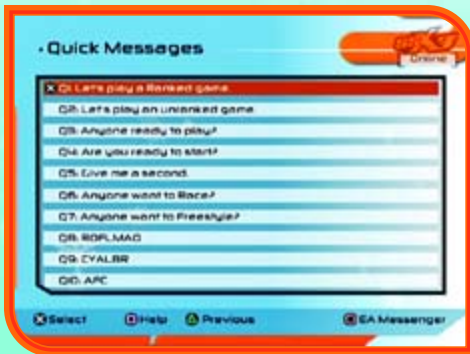 Quick Messages
Online
Q1: Let's play a Ranked game.
Q2: Let's play an unranked game.
Q3: Anyone ready to play?
Q4: Are you ready to start?
Q5: Give me a second.
Q6: Anyone want to Race?
Q7: Anyone want to Freestyle?
Q8: ROFLMAO
Q9: CYALBR
Q10: AFC
Select Help Previous EA Messenger